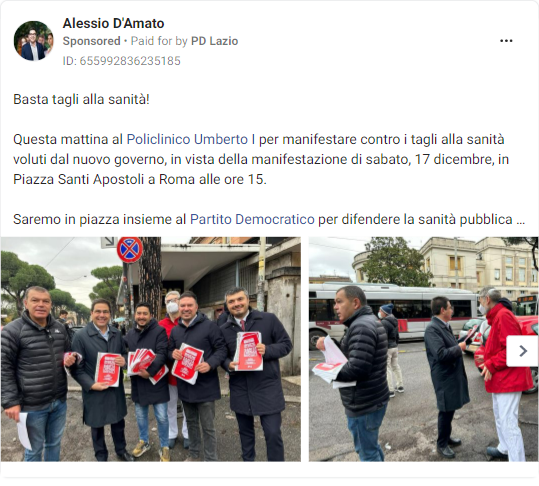 Alessio D'Amato
Sponsored • Paid for by PD Lazio
ID: 655992836235185
Basta tagli alla sanità!
Questa mattina al Policlinico Umberto I per manifestare contro i tagli alla sanità
voluti dal nuovo governo, in vista della manifestazione di sabato, 17 dicembre, in
Piazza Santi Apostoli a Roma alle ore 15.
Saremo in piazza insieme al Partito Democratico per difendere la sanità pubblica ...